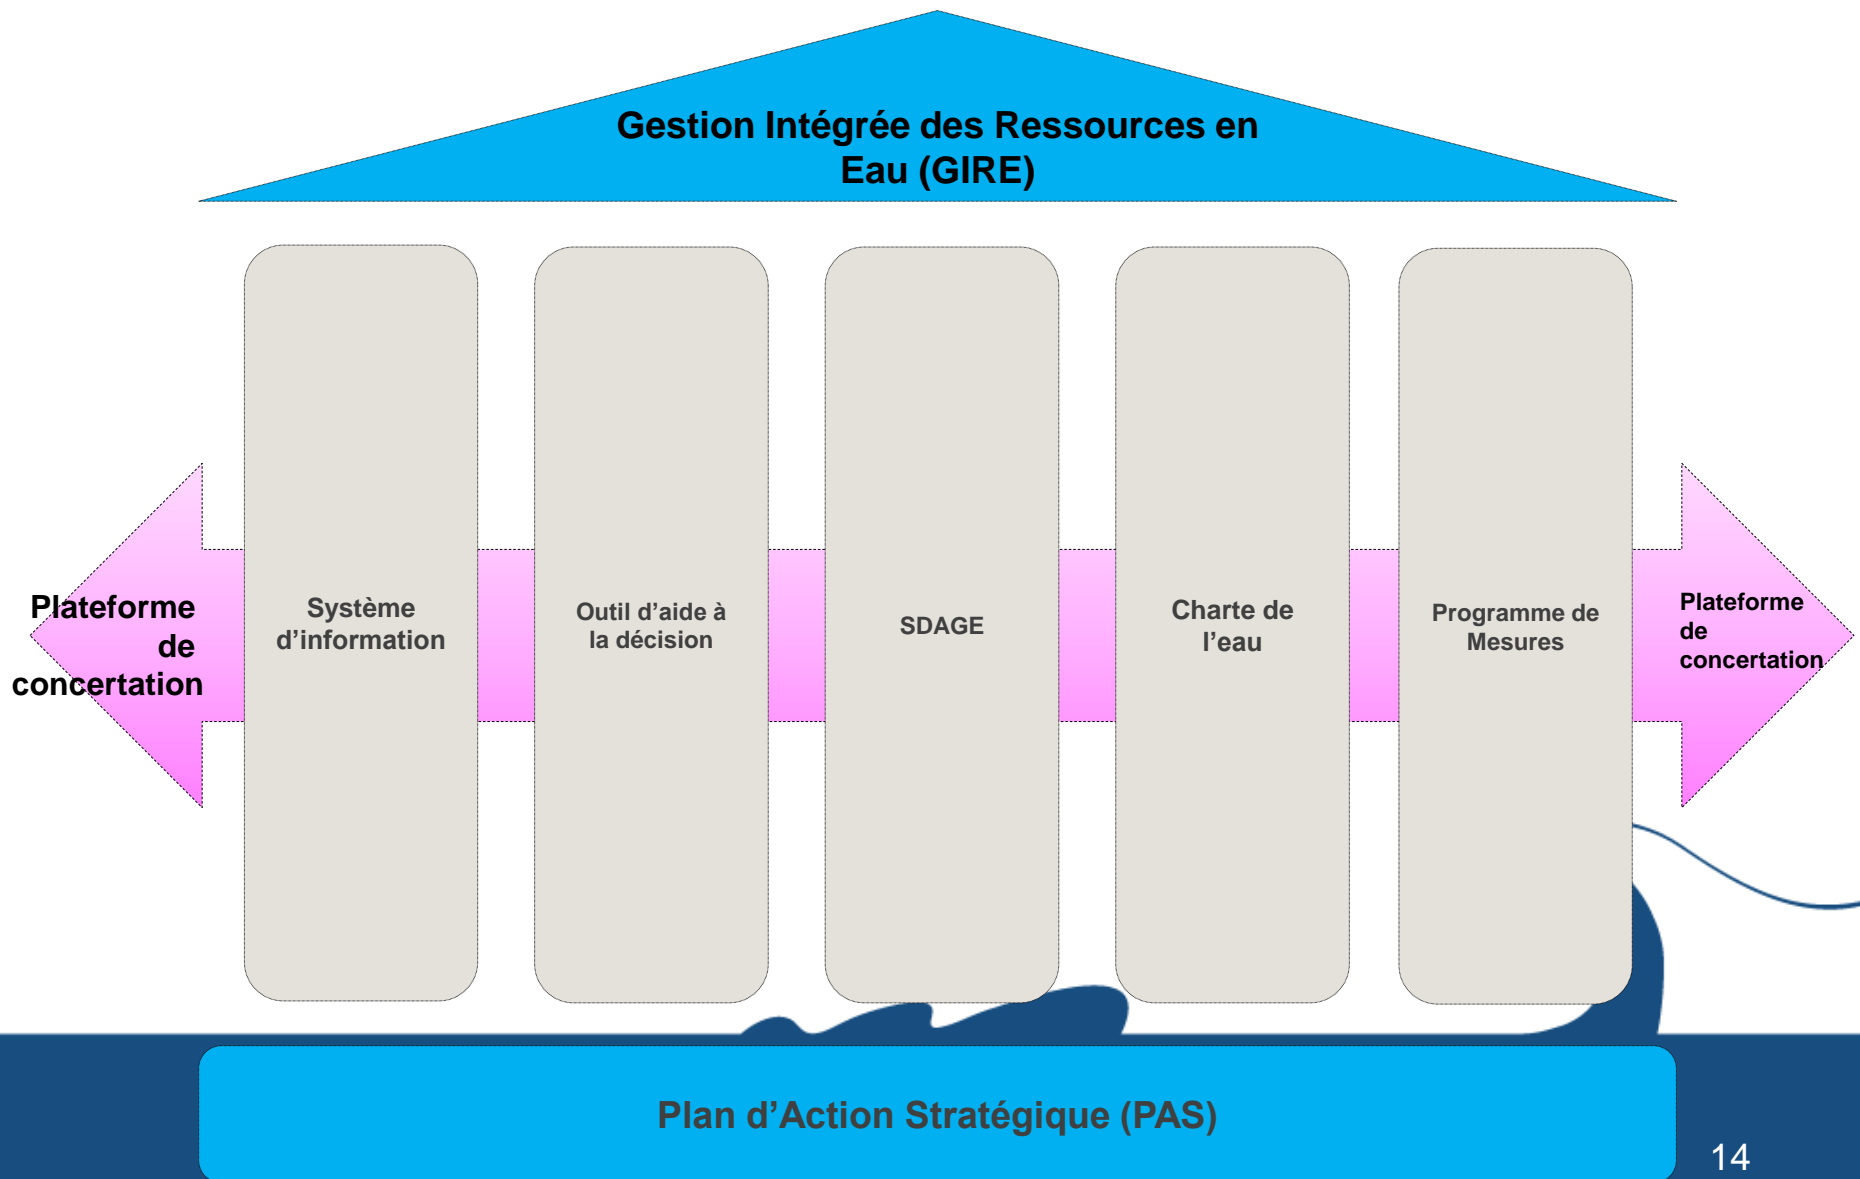 Gestion Intégrée des Ressources en
Eau (GIRE)
Plateforme
de
concertation
Système
d’information
Outil d’aide à
la décision
SDAGE
Charte de
l’eau
Programme de
Mesures
Plateforme
de
concertation
Plan d’Action Stratégique (PAS)
14